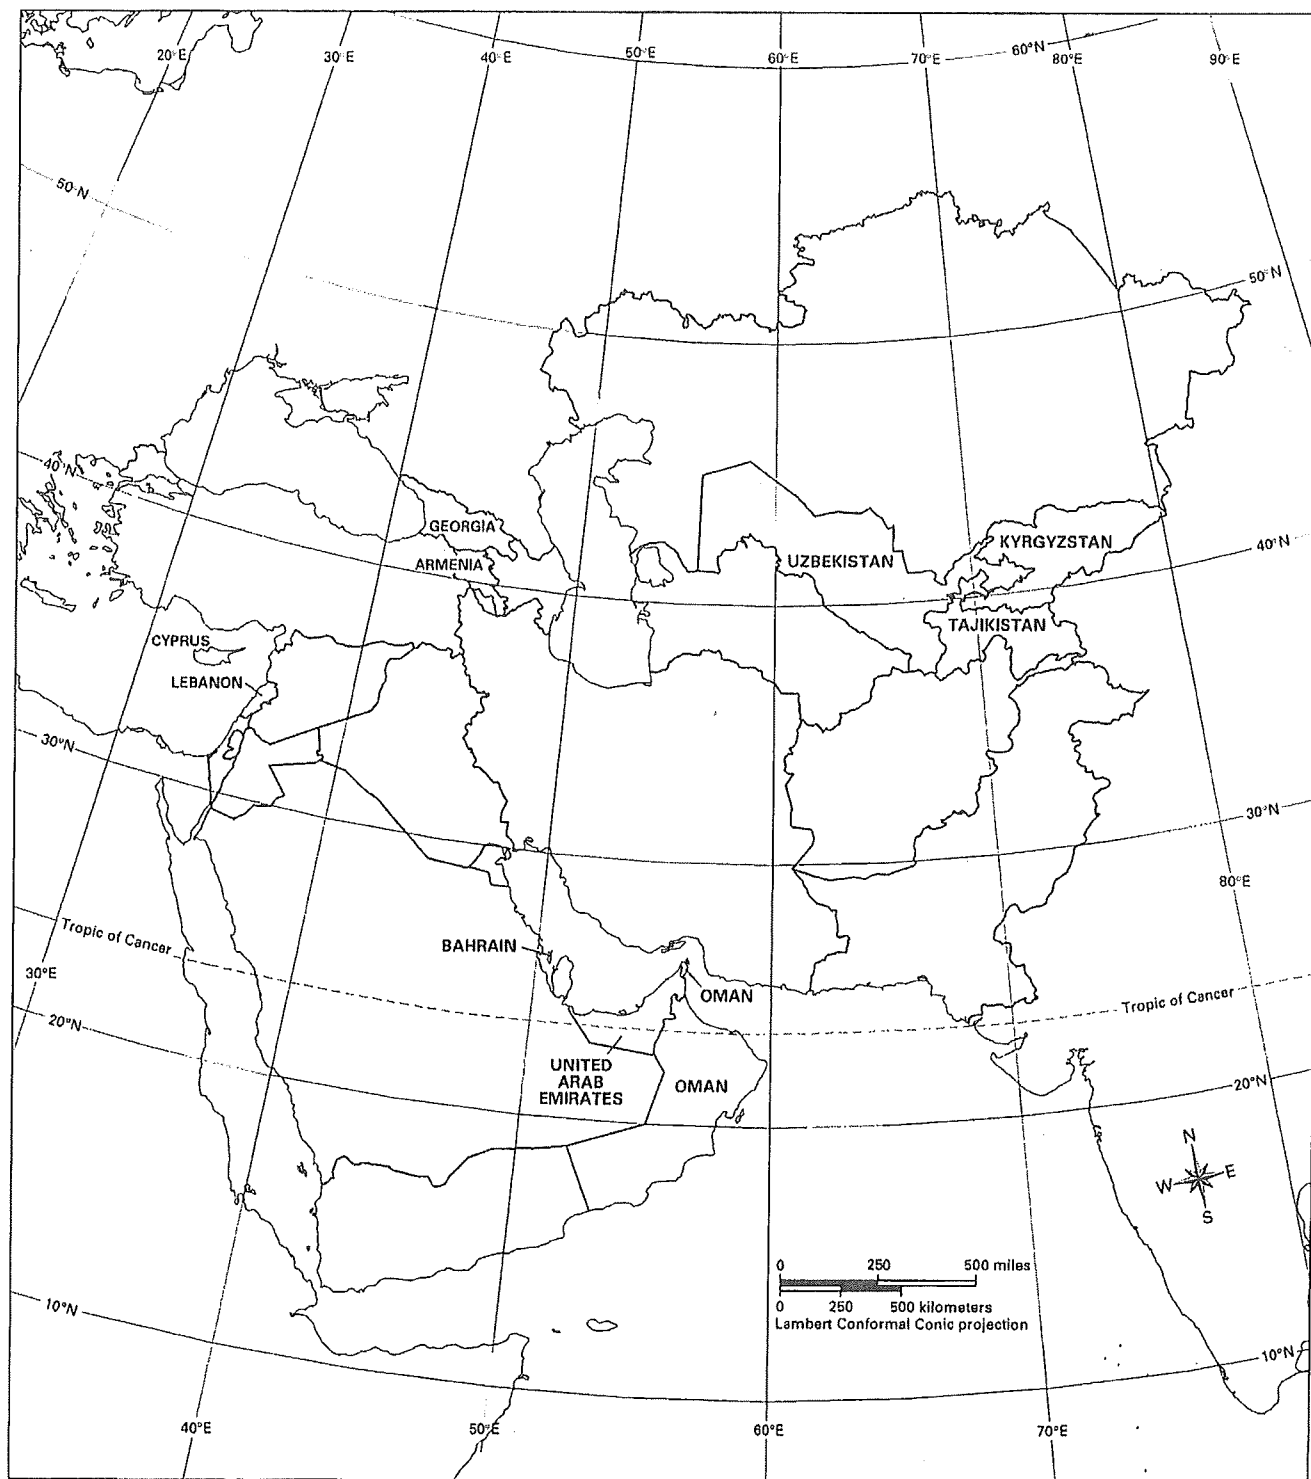 20°E 30°E 40°E 50°E 60°E 70°E 60°N 80°E 90°E
50°N
50°N
40°N
GEORGIA
ARMENIA
UZBEKISTAN
KYRGYZSTAN
40°N
TAJIKISTAN
CYPRUS
LEBANON
30°N
30°N
80°E
Tropic of Cancer
BAHRAIN
30°E
OMAN
Tropic of Cancer
20°N
UNITED
ARAB
EMIRATES
OMAN
20°N
N
W E
S
0 250 500 miles
0 250 500 kilometers
Lambert Conformal Conic projection
10°N
10°N
40°E 50°E 60°E 70°E